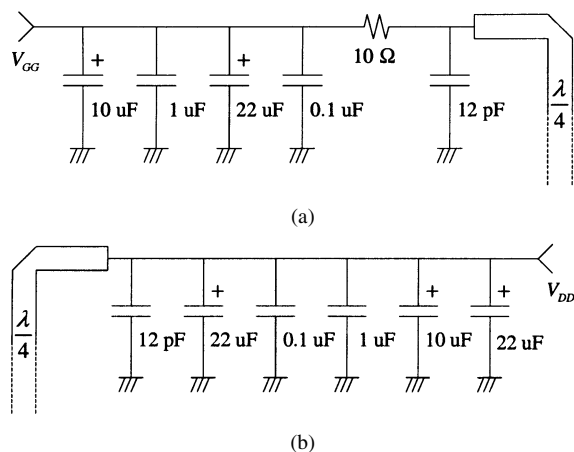 V_GG
10 Ω
10 uF
1 uF
22 uF
0.1 uF
12 pF
λ/4
+
+
(a)
V_DD
λ/4
12 pF
22 uF
0.1 uF
1 uF
10 uF
22 uF
+
+
+
(b)